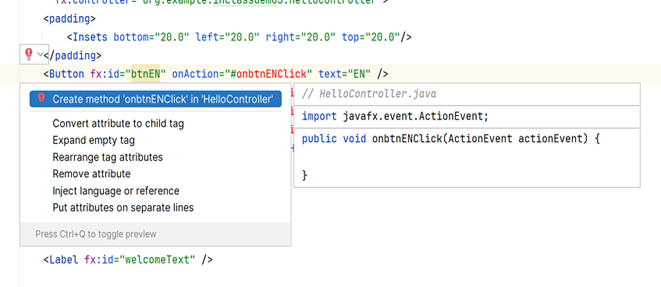 fx:controller="org.example.inclassdemo3.HelloController">
<padding>
<Insets bottom="20.0" left="20.0" right="20.0" top="20.0"/>
</padding>
<Button fx:id="btnEN" onAction="#onbtnENClick" text="EN" />
Create method 'onbtnENClick' in 'HelloController'
Convert attribute to child tag
Expand empty tag
Rearrange tag attributes
Remove attribute
Inject language or reference
Put attributes on separate lines
Press Ctrl+Q to toggle preview
// HelloController.java
import javafx.event.ActionEvent;
public void onbtnENClick(ActionEvent actionEvent) {
}
<Label fx:id="welcomeText" />